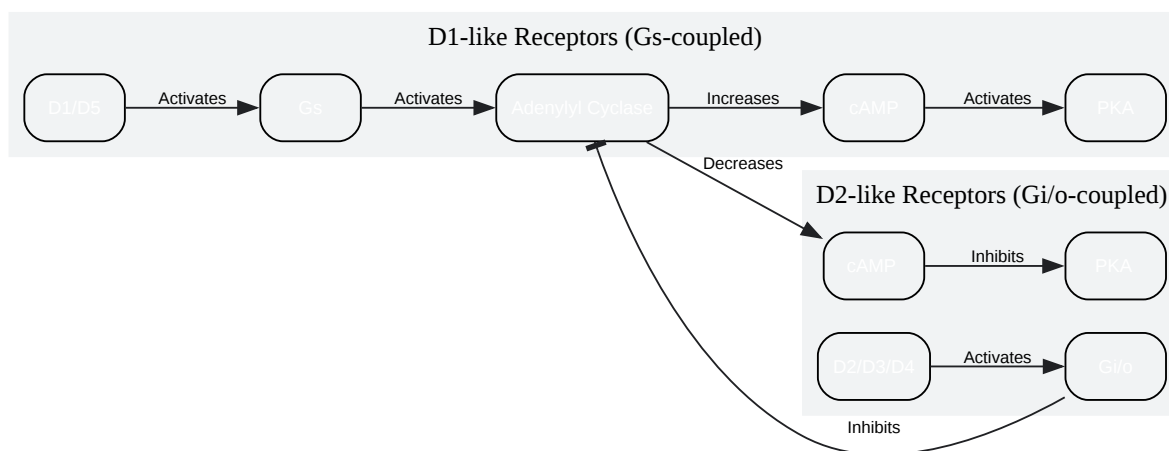 D1-like Receptors (Gs-coupled)
D1/D5
Activates
Gs
Activates
Adenylyl Cyclase
Increases
cAMP
Activates
PKA
Decreases
D2-like Receptors (Gi/o-coupled)
cAMP
Inhibits
PKA
D2/D3/D4
Activates
Gi/o
Inhibits